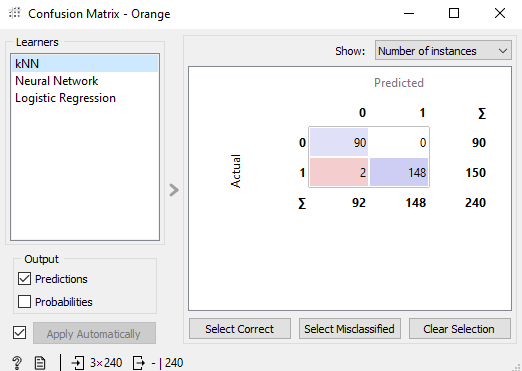 Confusion Matrix - Orange
Learners
kNN
Neural Network
Logistic Regression
Output
Predictions
Probabilities
Apply Automatically
Show: Number of instances
Predicted
0 1 Σ
Actual
0 90 0 90
1 2 148 150
Σ 92 148 240
Select Correct Select Misclassified Clear Selection
? 3×240 - | 240